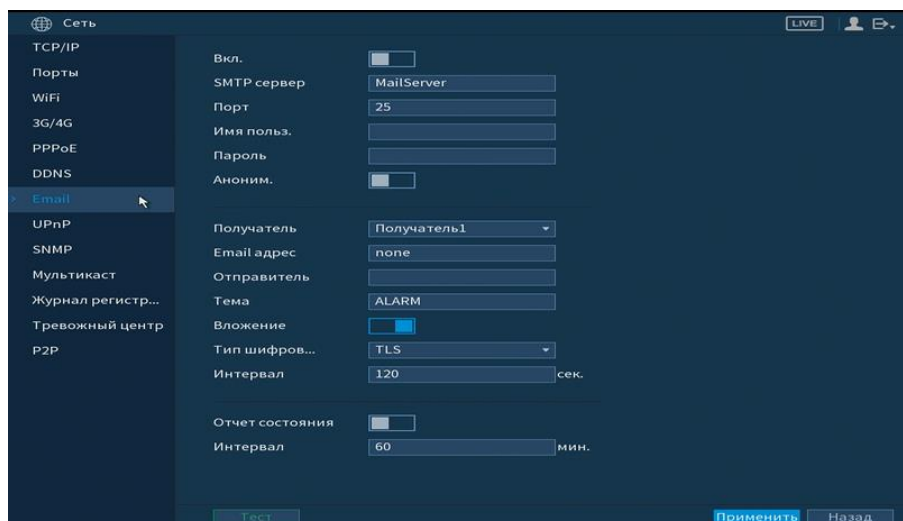 Сеть
LIVE
TCP/IP
Порты
WiFi
3G/4G
PPPoE
DDNS
Email
UPnP
SNMP
Мультикаст
Журнал регистр...
Тревожный центр
P2P
Вкл.
SMTP сервер MailServer
Порт 25
Имя польз.
Пароль
Аноним.
Получатель Получатель1
Email адрес none
Отправитель
Тема ALARM
Вложение
Тип шифров... TLS
Интервал 120 сек.
Отчет состояния
Интервал 60 мин.
Тест Применить Назад